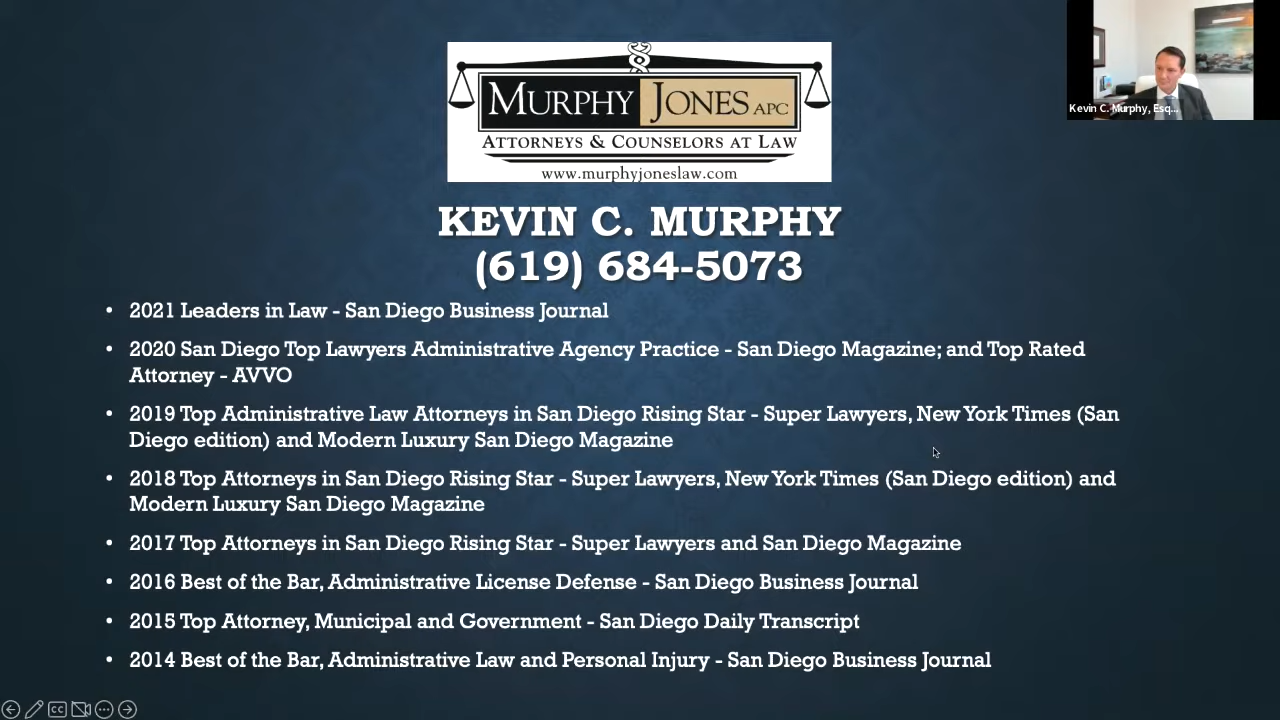 MURPHY JONES APC
ATTORNEYS & COUNSELORS AT LAW
www.murphyjoneslaw.com
Kevin C. Murphy, Esq...
KEVIN C. MURPHY
(619) 684-5073
• 2021 Leaders in Law - San Diego Business Journal
• 2020 San Diego Top Lawyers Administrative Agency Practice - San Diego Magazine; and Top Rated
Attorney - AVVO
• 2019 Top Administrative Law Attorneys in San Diego Rising Star - Super Lawyers, New York Times (San
Diego edition) and Modern Luxury San Diego Magazine
• 2018 Top Attorneys in San Diego Rising Star - Super Lawyers, New York Times (San Diego edition) and
Modern Luxury San Diego Magazine
• 2017 Top Attorneys in San Diego Rising Star - Super Lawyers and San Diego Magazine
• 2016 Best of the Bar, Administrative License Defense - San Diego Business Journal
• 2015 Top Attorney, Municipal and Government - San Diego Daily Transcript
• 2014 Best of the Bar, Administrative Law and Personal Injury - San Diego Business Journal
CC